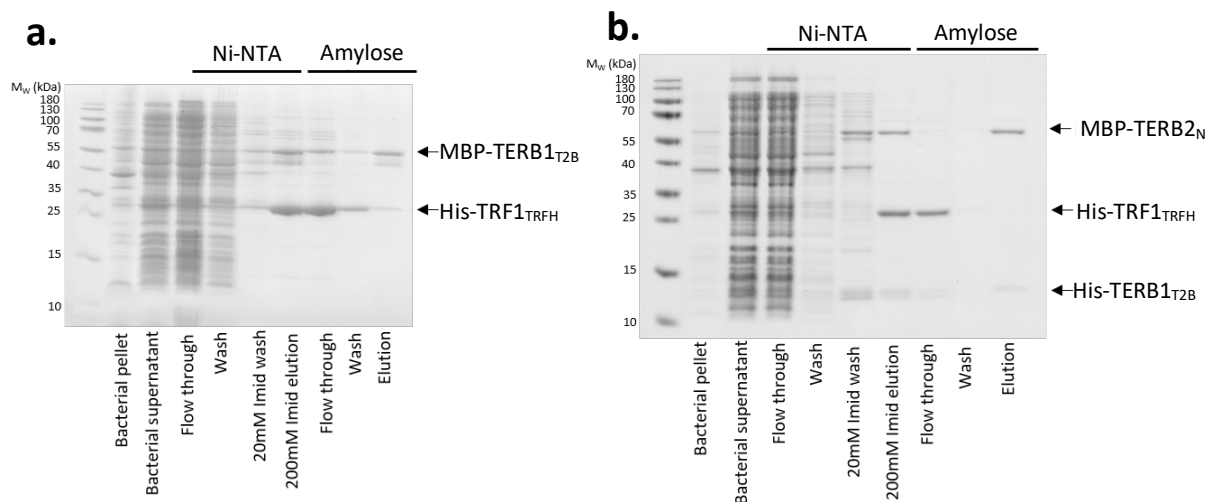 a.
Ni-NTA Amylose
Mw (kDa)
180
130
100
70
55
40
35
25
15
10
MBP-TERB1T2B
His-TRF1TRFH
Bacterial pellet
Bacterial supernatant
Flow through
Wash
20mM Imid wash
200mM Imid elution
Flow through
Wash
Elution
b.
Ni-NTA Amylose
Mw (kDa)
180
130
100
70
55
40
35
25
15
10
MBP-TERB2N
His-TRF1TRFH
His-TERB1T2B
Bacterial pellet
Bacterial supernatant
Flow through
Wash
20mM Imid wash
200mM Imid elution
Flow through
Wash
Elution